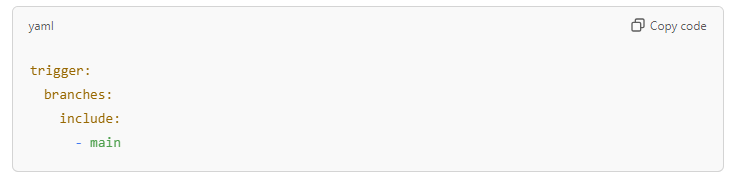 yaml Copy code
trigger:
  branches:
    include:
      - main